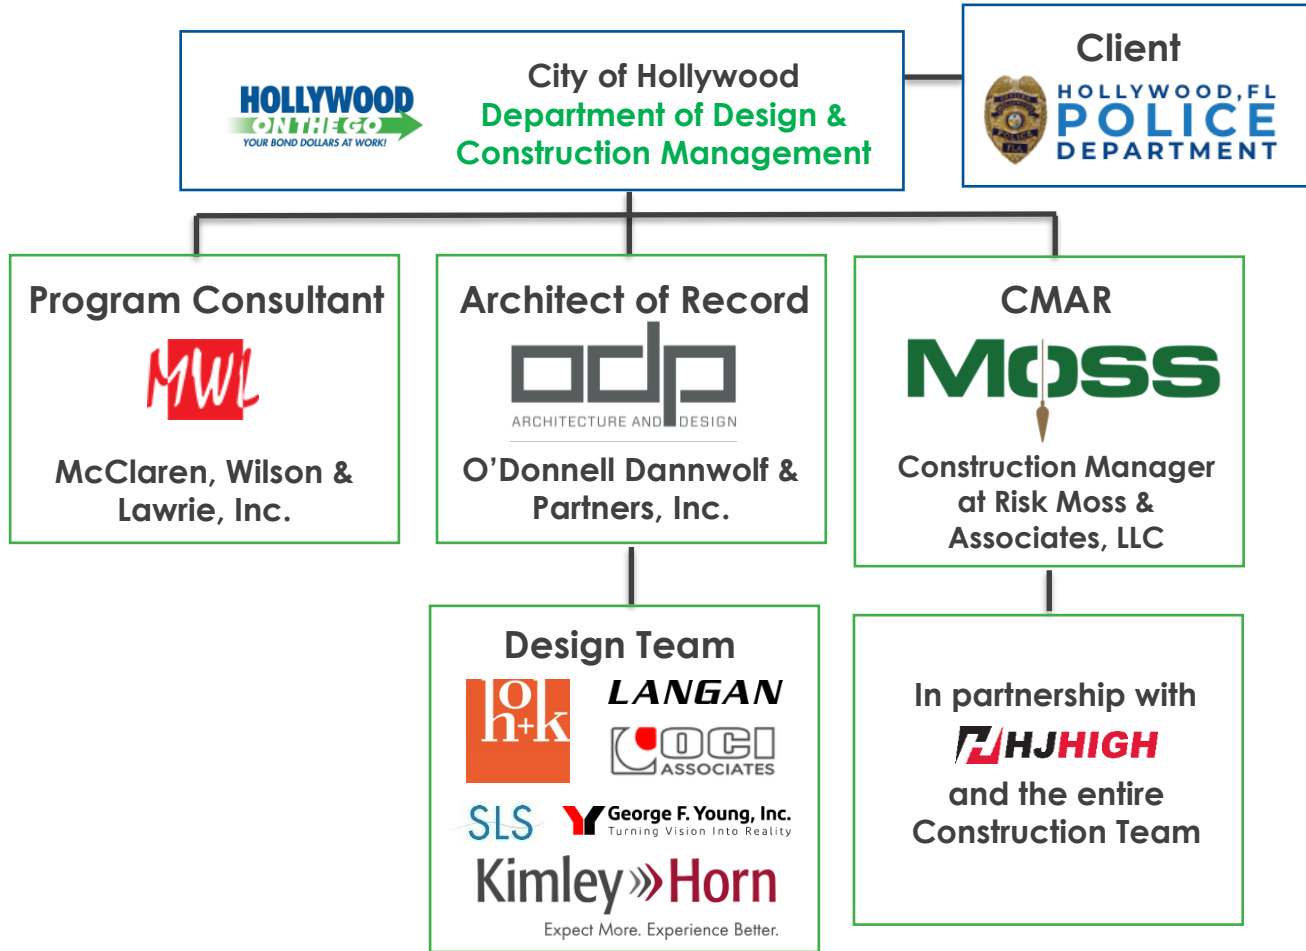 HOLLYWOOD
ON THE GO
YOUR BOND DOLLARS AT WORK!
City of Hollywood
Department of Design &
Construction Management
Client
HOLLYWOOD, FL
POLICE
DEPARTMENT
Program Consultant
MWL
McClaren, Wilson &
Lawrie, Inc.
Architect of Record
odp
ARCHITECTURE AND DESIGN
O’Donnell Dannwolf &
Partners, Inc.
CMAR
MOSS
Construction Manager
at Risk Moss &
Associates, LLC
Design Team
hok
LANGAN
OCI
ASSOCIATES
SLS
George F. Young, Inc.
Turning Vision Into Reality
Kimley»Horn
Expect More. Experience Better.
In partnership with
HJHIGH
and the entire
Construction Team